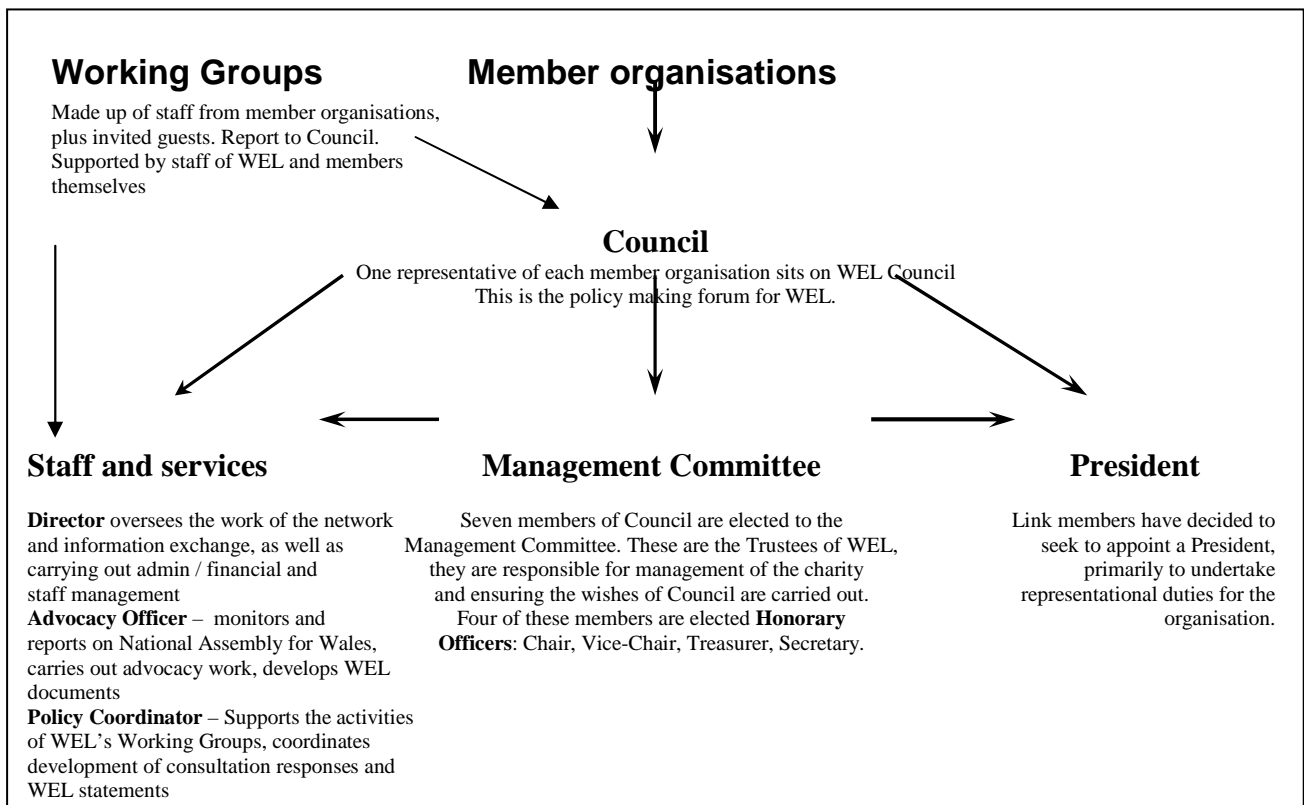 Working Groups
Made up of staff from member organisations,
plus invited guests. Report to Council.
Supported by staff of WEL and members
themselves
Member organisations
Council
One representative of each member organisation sits on WEL Council
This is the policy making forum for WEL.
Staff and services
Director oversees the work of the network
and information exchange, as well as
carrying out admin / financial and
staff management
Advocacy Officer – monitors and
reports on National Assembly for Wales,
carries out advocacy work, develops WEL
documents
Policy Coordinator – Supports the activities
of WEL's Working Groups, coordinates
development of consultation responses and
WEL statements
Management Committee
Seven members of Council are elected to the
Management Committee. These are the Trustees of WEL,
they are responsible for management of the charity
and ensuring the wishes of Council are carried out.
Four of these members are elected Honorary
Officers: Chair, Vice-Chair, Treasurer, Secretary.
President
Link members have decided to
seek to appoint a President,
primarily to undertake
representational duties for the
organisation.